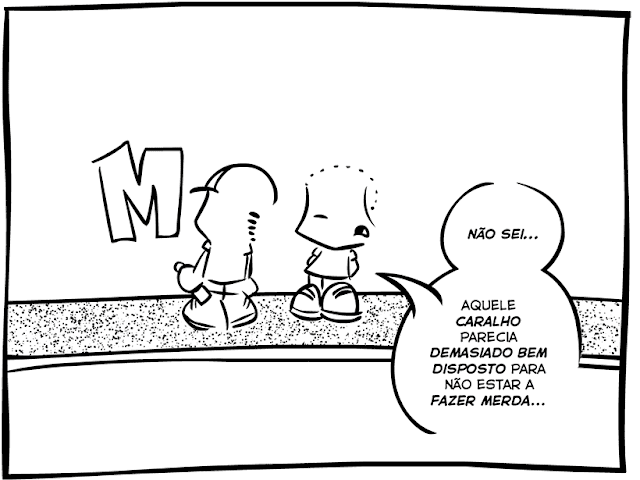 M
NÃO SEI...
AQUELE
CARALHO
PARECIA
DEMASIADO BEM
DISPOSTO PARA
NÃO ESTAR A
FAZER MERDA...